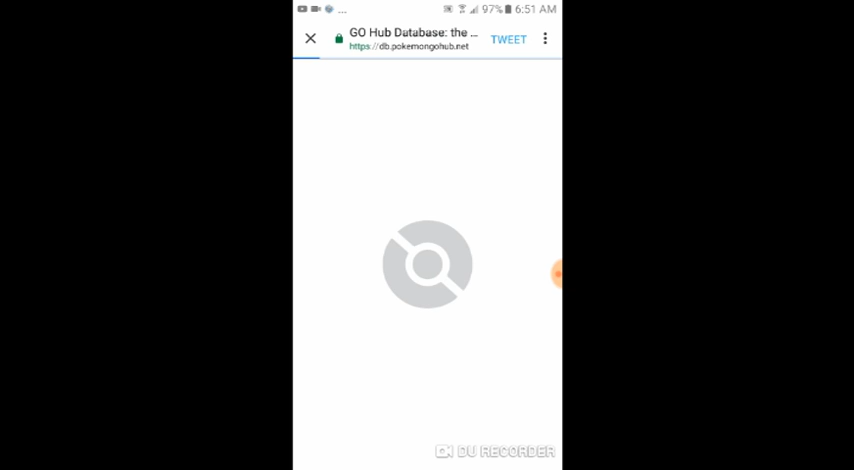 ... 97% 6:51 AM
GO Hub Database: the ...
https://db.pokemongohub.net
TWEET
DU RECORDER